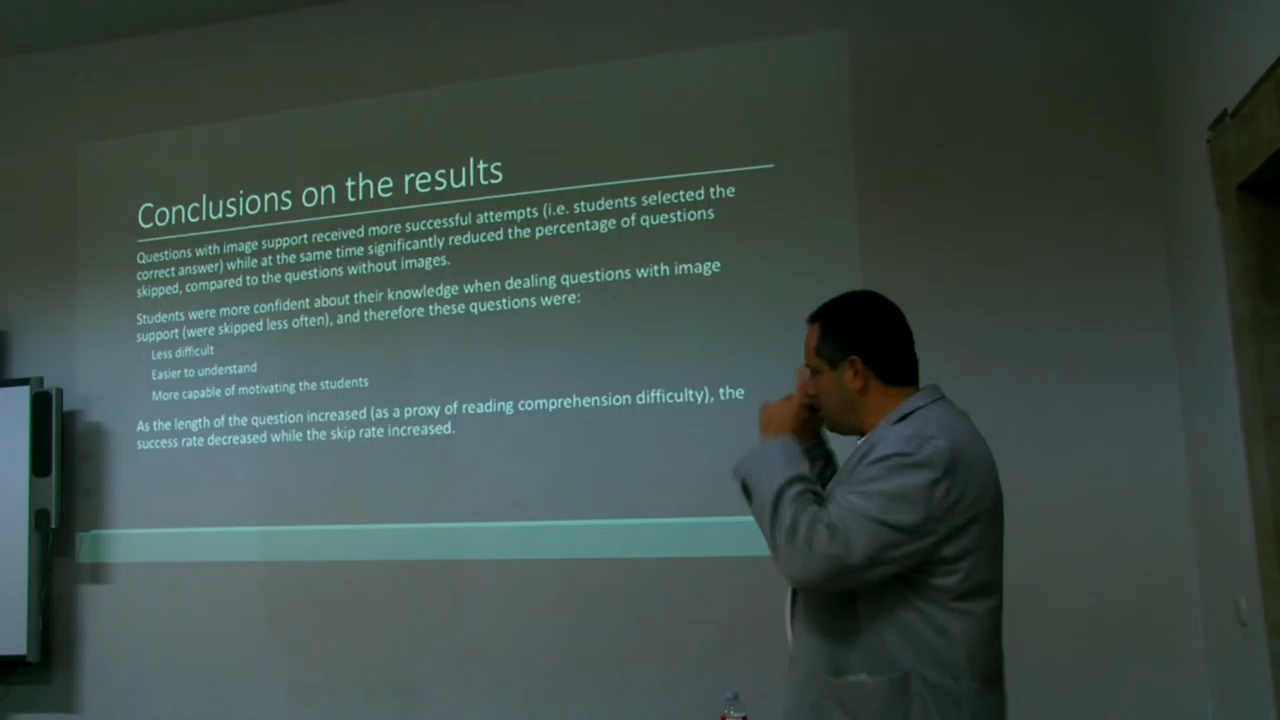 Conclusions on the results
Questions with image support received more successful attempts (i.e. students selected the
correct answer) while at the same time significantly reduced the percentage of questions
skipped, compared to the questions without images.
Students were more confident about their knowledge when dealing questions with image
support (were skipped less often), and therefore these questions were:
Less difficult
Easier to understand
More capable of motivating the students
As the length of the question increased (as a proxy of reading comprehension difficulty), the
success rate decreased while the skip rate increased.